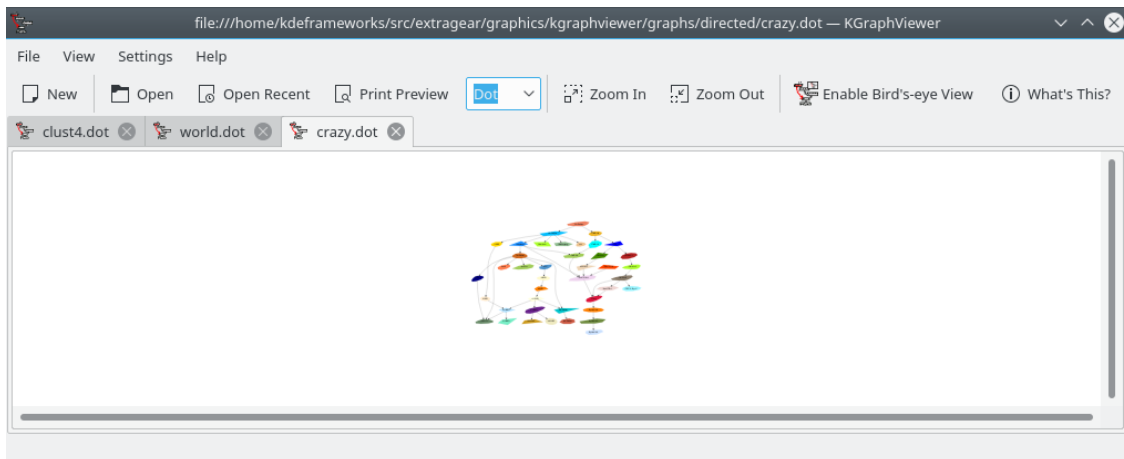 file:///home/kdeframeworks/src/extragear/graphics/kgraphviewer/graphs/directed/crazy.dot — KGraphViewer
File View Settings Help
New Open Open Recent Print Preview Dot Zoom In Zoom Out Enable Bird's-eye View What's This?
clust4.dot world.dot crazy.dot